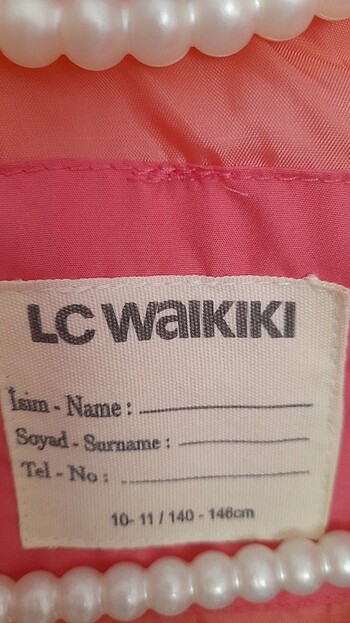 LC WAIKIKI
İsim - Name :
Soyad - Surname :
Tel - No :
10- 11 / 140 - 146cm